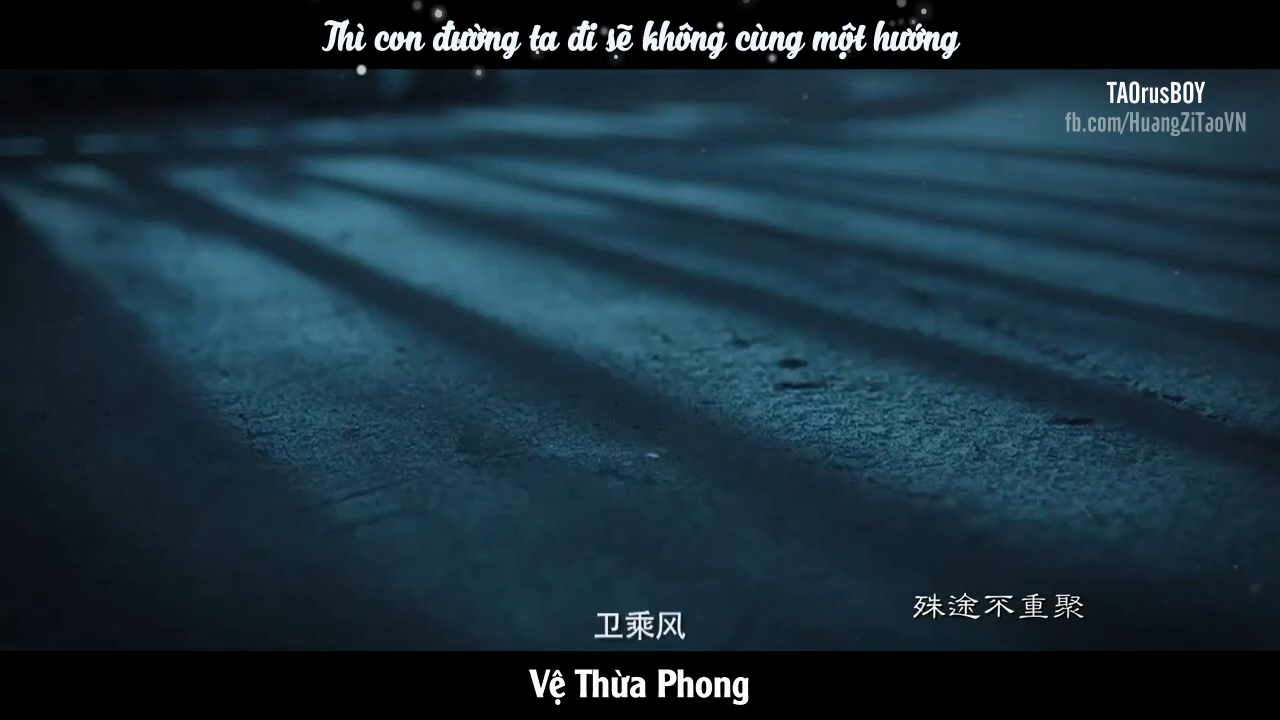 Thì con đường ta đi sẽ không cùng một hướng
TAOrusBOY
fb.com/HuangZiTaoVN
殊途不重聚
卫乘风
Vệ Thừa Phong